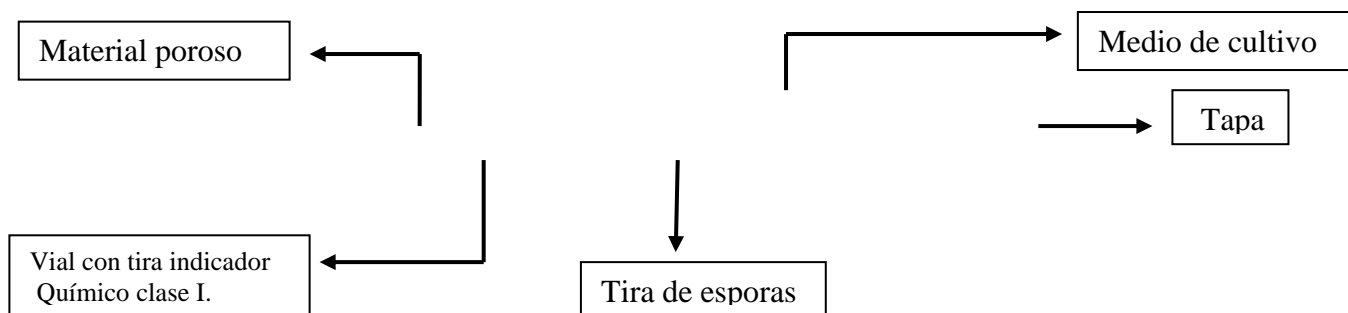 Material poroso
Medio de cultivo
Tapa
Vial con tira indicador
Químico clase I.
Tira de esporas